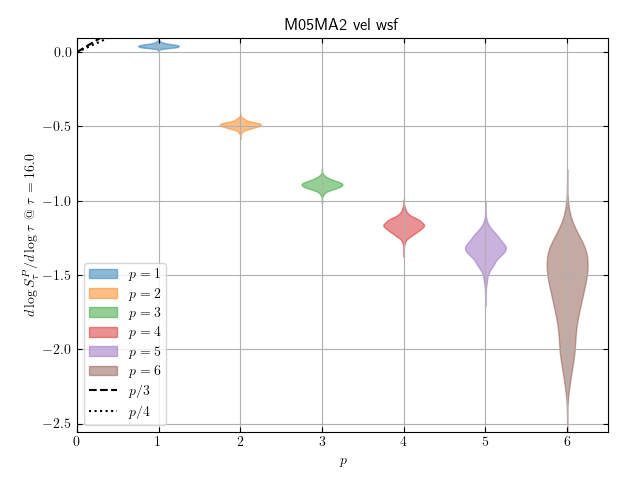 M05MA2 vel wsf
d log S_τ^P / d log τ @ τ = 16.0
0.0
−0.5
−1.0
−1.5
−2.0
−2.5
p = 1
p = 2
p = 3
p = 4
p = 5
p = 6
p/3
p/4
0 1 2 3 4 5 6
p